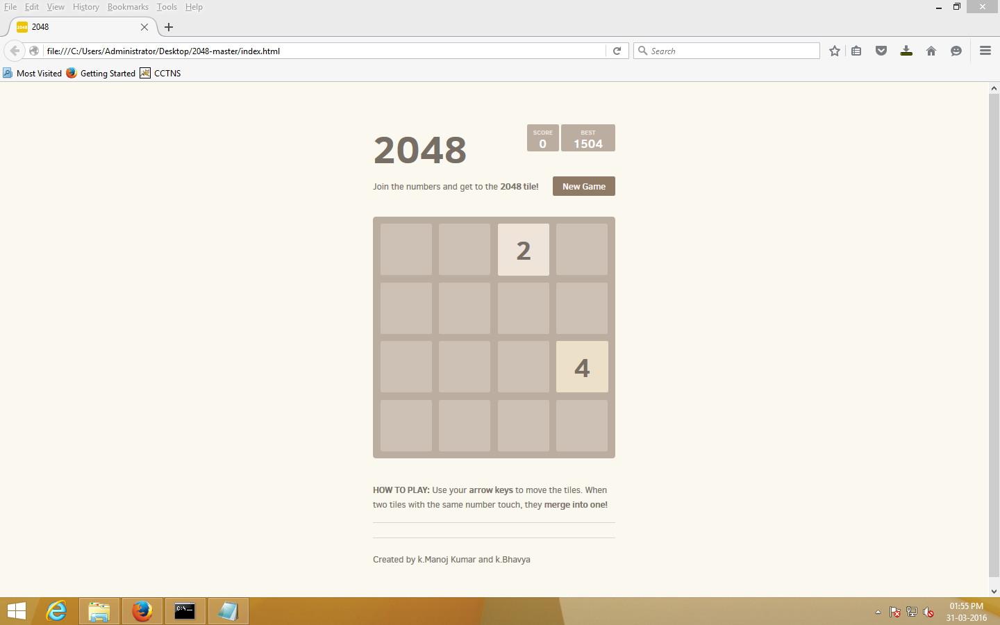 File Edit View History Bookmarks Tools Help
2048
file:///C:/Users/Administrator/Desktop/2048-master/index.html
Search
Most Visited Getting Started CCTNS
2048
SCORE
0
BEST
1504
Join the numbers and get to the 2048 tile!
New Game
2
4
HOW TO PLAY: Use your arrow keys to move the tiles. When
two tiles with the same number touch, they merge into one!
Created by k.Manoj Kumar and k.Bhavya
01:55 PM
31-03-2016